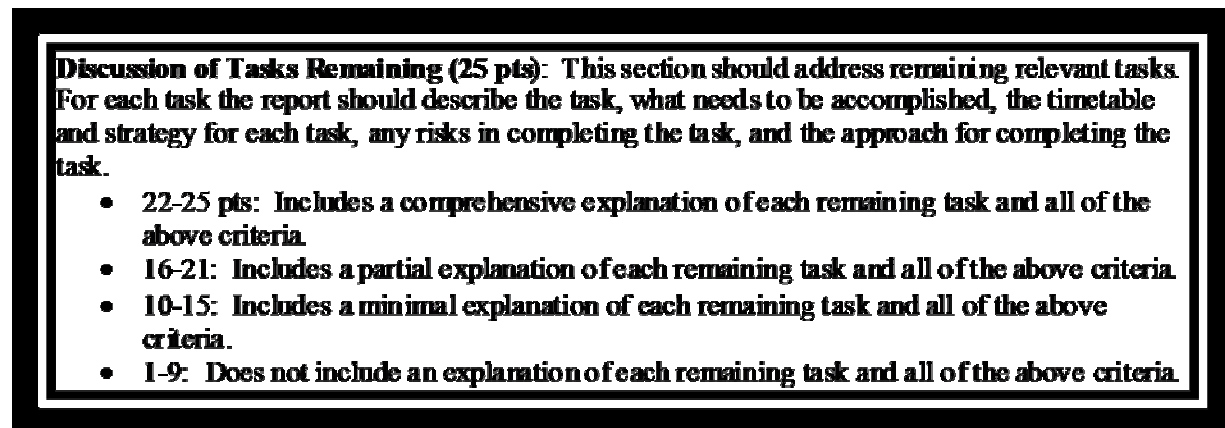 Discussion of Tasks Remaining (25 pts):  This section should address remaining relevant tasks.
For each task the report should describe the task, what needs to be accomplished, the timetable
and strategy for each task, any risks in completing the task, and the approach for completing the
task.
• 22-25 pts:  Includes a comprehensive explanation of each remaining task and all of the
above criteria.
• 16-21:  Includes a partial explanation of each remaining task and all of the above criteria.
• 10-15:  Includes a minimal explanation of each remaining task and all of the above
criteria.
• 1-9:  Does not include an explanation of each remaining task and all of the above criteria.